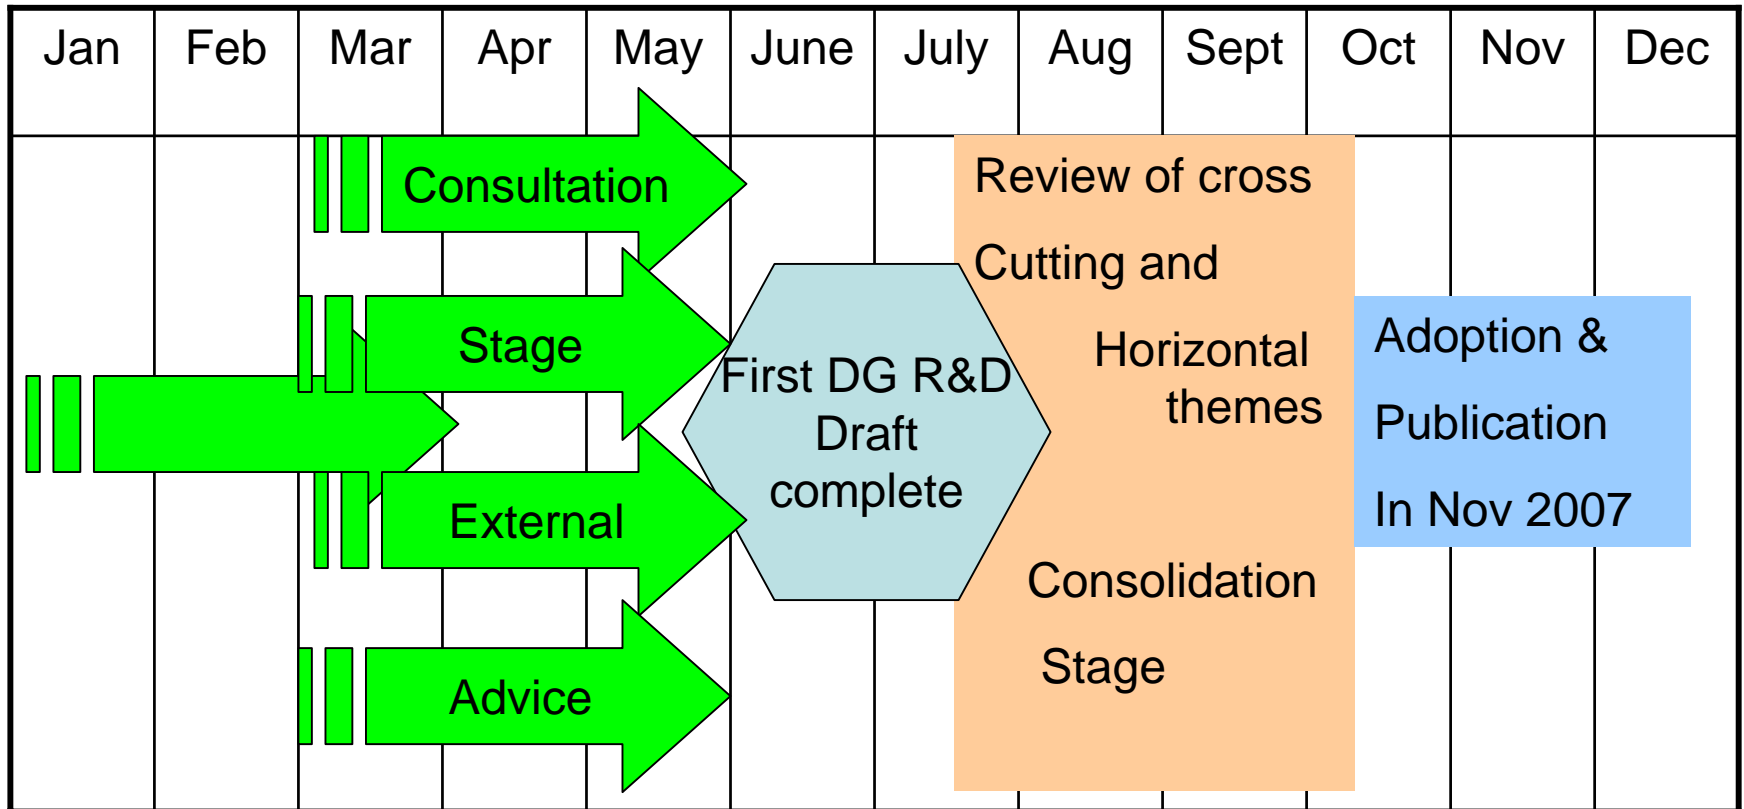 Jan Feb Mar Apr May June July Aug Sept Oct Nov Dec
Consultation
Stage
External
Advice
First DG R&D
Draft
complete
Review of cross
Cutting and
Horizontal
themes
Consolidation
Stage
Adoption &
Publication
In Nov 2007